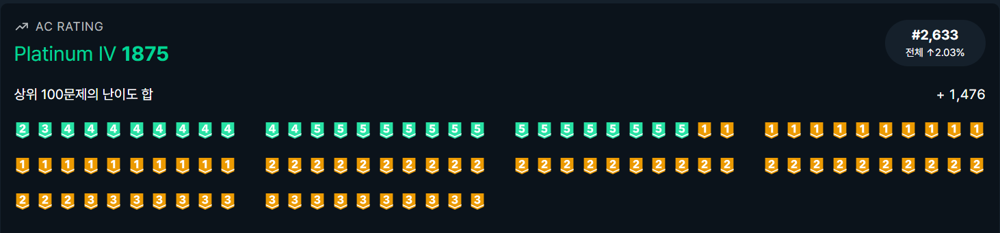 AC RATING
Platinum IV 1875
#2,633
전체 ↑2.03%
상위 100문제의 난이도 합
+ 1,476
2 3 4 4 4 4 4 4 4 4 4 4 5 5 5 5 5 5 5 5 5 5 5 5 5 5 5 5 1 1 1 1 1 1 1 1 1 1 1 1
1 1 1 1 1 1 1 1 1 1 2 2 2 2 2 2 2 2 2 2 2 2 2 2 2 2 2 2 2 2 2 2 2 2 2 2 2 2 2 2
2 2 2 3 3 3 3 3 3 3 3 3 3 3 3 3 3 3 3 3